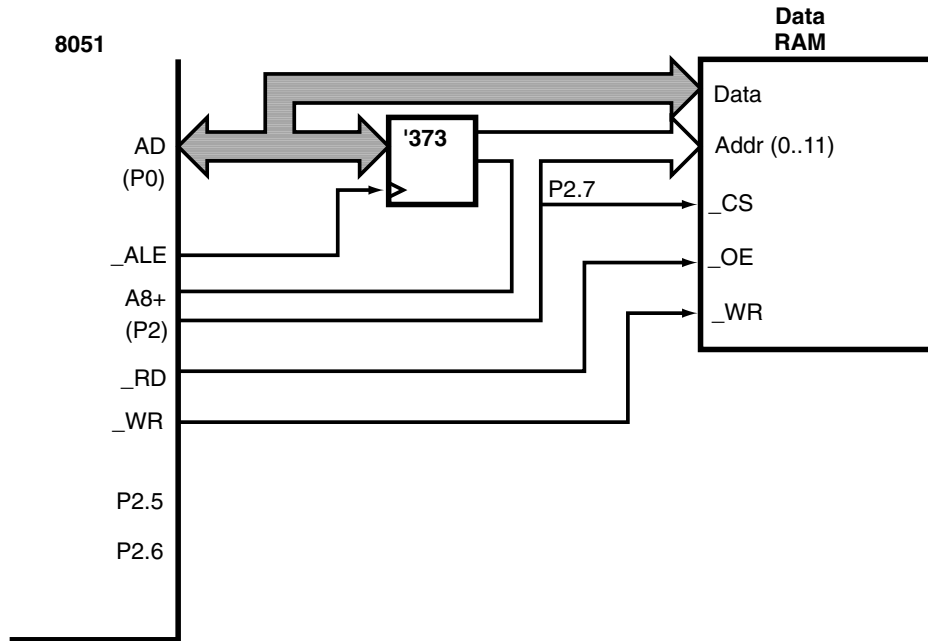 8051
Data
RAM
Data
AD
'373
Addr (0..11)
(P0)
P2.7
_CS
_ALE
_OE
A8+
_WR
(P2)
_RD
_WR
P2.5
P2.6